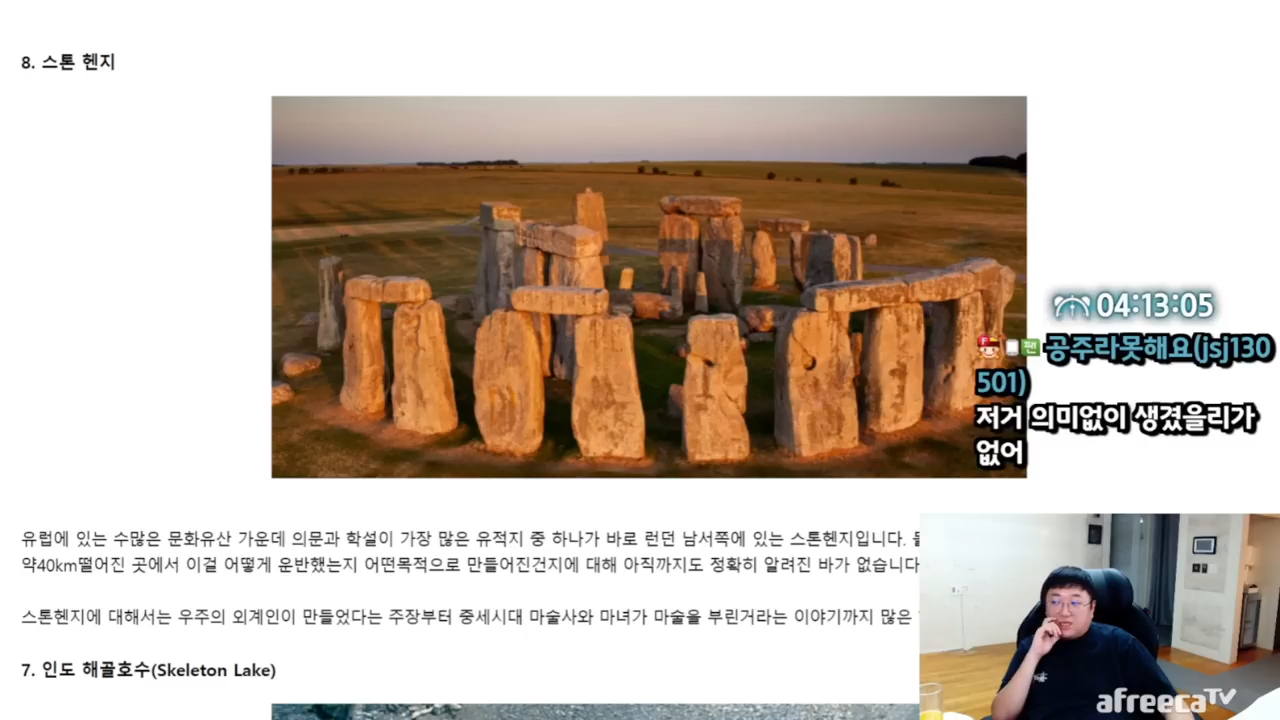 8. 스톤 헨지
04:13:05
공주라못해요(jsj130
501)
저거 의미없이 생겼을리가
없어
유럽에 있는 수많은 문화유산 가운데 의문과 학설이 가장 많은 유적지 중 하나가 바로 런던 남서쪽에 있는 스톤헨지입니다.
약40km떨어진 곳에서 이걸 어떻게 운반했는지 어떤목적으로 만들어진건지에 대해 아직까지도 정확히 알려진 바가 없습니다
스톤헨지에 대해서는 우주의 외계인이 만들었다는 주장부터 중세시대 마술사와 마녀가 마술을 부린거라는 이야기까지 많은
7. 인도 해골호수(Skeleton Lake)
afreecaTV